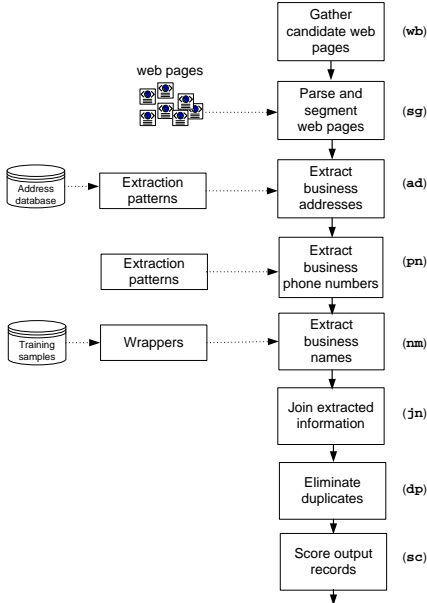 Gather
candidate web
pages
(wb)
web pages
Parse and
segment
web pages
(sg)
Address
database
Extraction
patterns
Extract
business
addresses
(ad)
Extraction
patterns
Extract
business
phone numbers
(pn)
Training
samples
Wrappers
Extract
business
names
(nm)
Join extracted
information
(jn)
Eliminate
duplicates
(dp)
Score output
records
(sc)